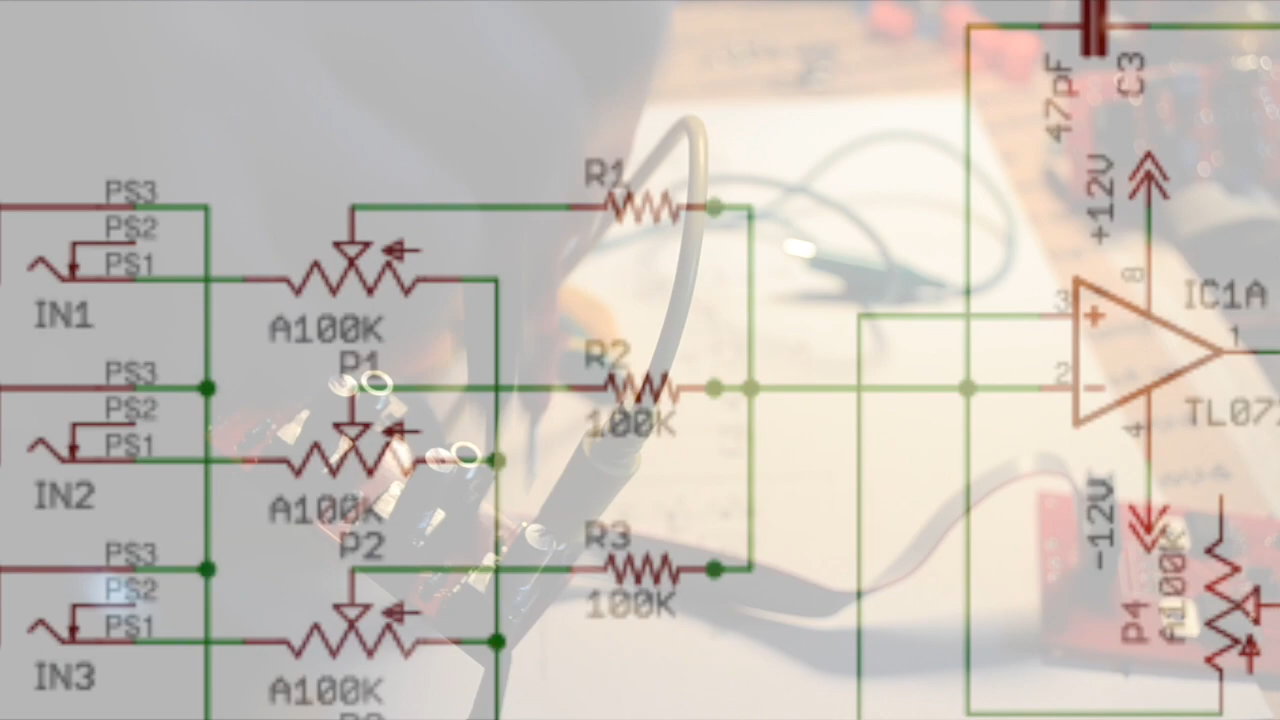 PS3
PS2
PS1
IN1
A100K
P1
R1
PS3
PS2
PS1
IN2
A100K
P2
R2
100K
PS3
PS2
PS1
IN3
A100K
R3
100K
47pF
C3
+12V
8
3
+
2
-
1
4
IC1A
TL07
-12V
P4
A100K